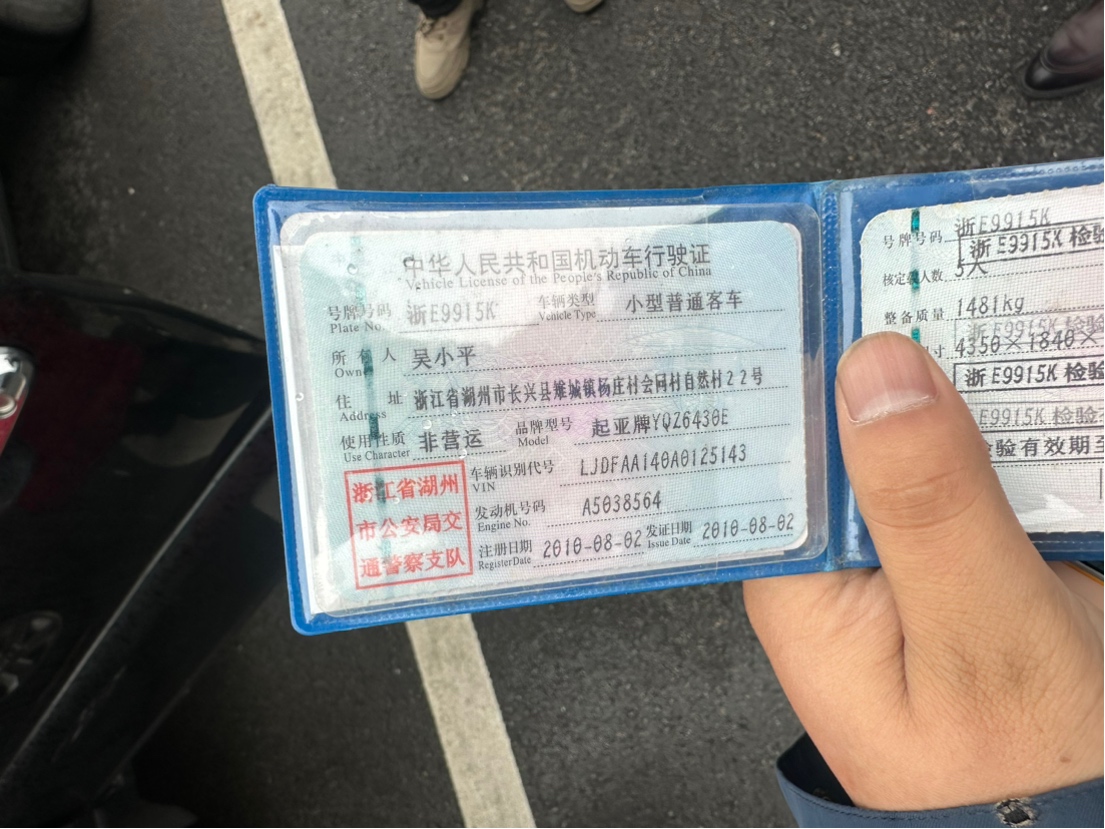 中华人民共和国机动车行驶证
Vehicle License of the People's Republic of China
号牌号码 浙E9915K 车辆类型 小型普通客车
Plate No. Vehicle Type
所有人 吴小平
Owner
住址 浙江省湖州市长兴县雉城镇杨庄村会同村自然村22号
Address
使用性质 非营运 品牌型号 起亚牌YQZ6430E
Use Character Model
浙江省湖州
市公安局交
通警察支队
车辆识别代号 LJDFAA140A0125143
VIN
发动机号码 A5038564
Engine No.
注册日期 2010-08-02 发证日期 2010-08-02
Register Date Issue Date
号牌号码 浙E9915K
浙E9915K 检验
核定载人数 5人
整备质量 1481kg
浙E9915K 检验
寸 4350×1840×
浙E9915K 检验
E9915K 检验
检验有效期至